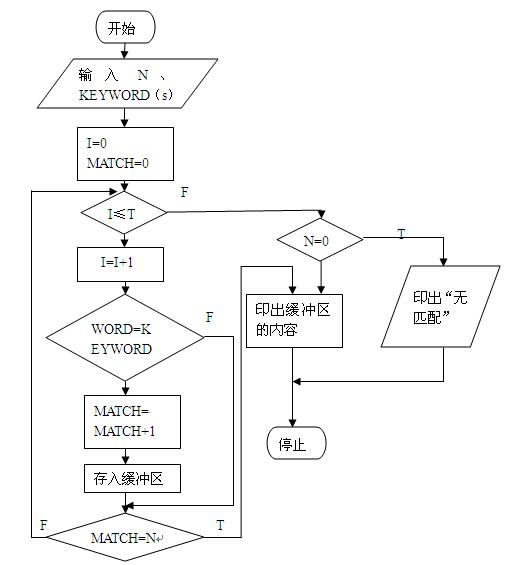 开始
输入 N 、
KEYWORD（s）
I=0
MATCH=0
F
I≤T
N=0
T
I=I+1
印出“无
匹配”
印出缓冲区
的内容
F
WORD=K
EYWORD
MATCH=
MATCH+1
停止
存入缓冲区
F
T
MATCH=N↵